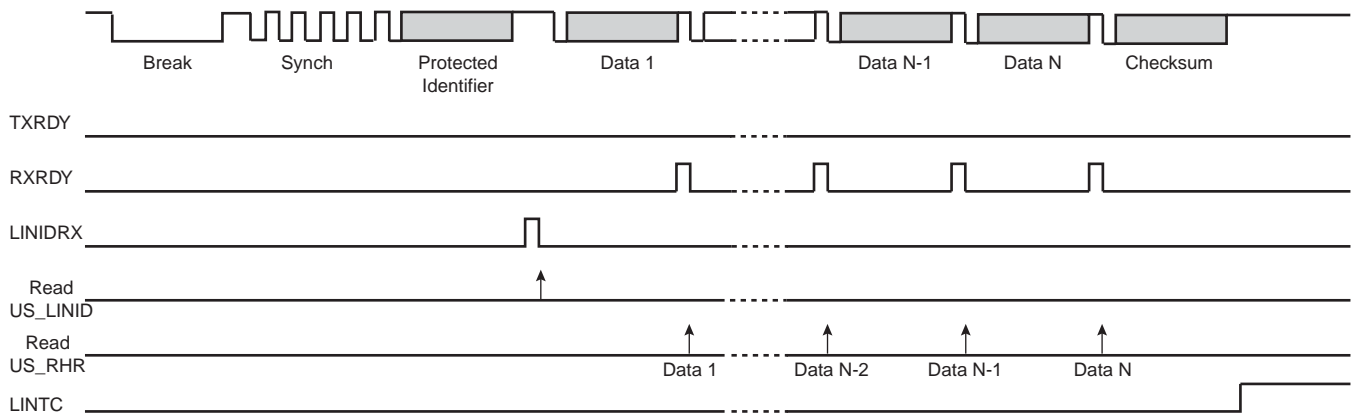 Break Synch Protected Data 1 Data N-1 Data N Checksum
Identifier
TXRDY
RXRDY
LINIDRX
Read
US_LINID
Read
US_RHR
Data 1 Data N-2 Data N-1 Data N
LINTC